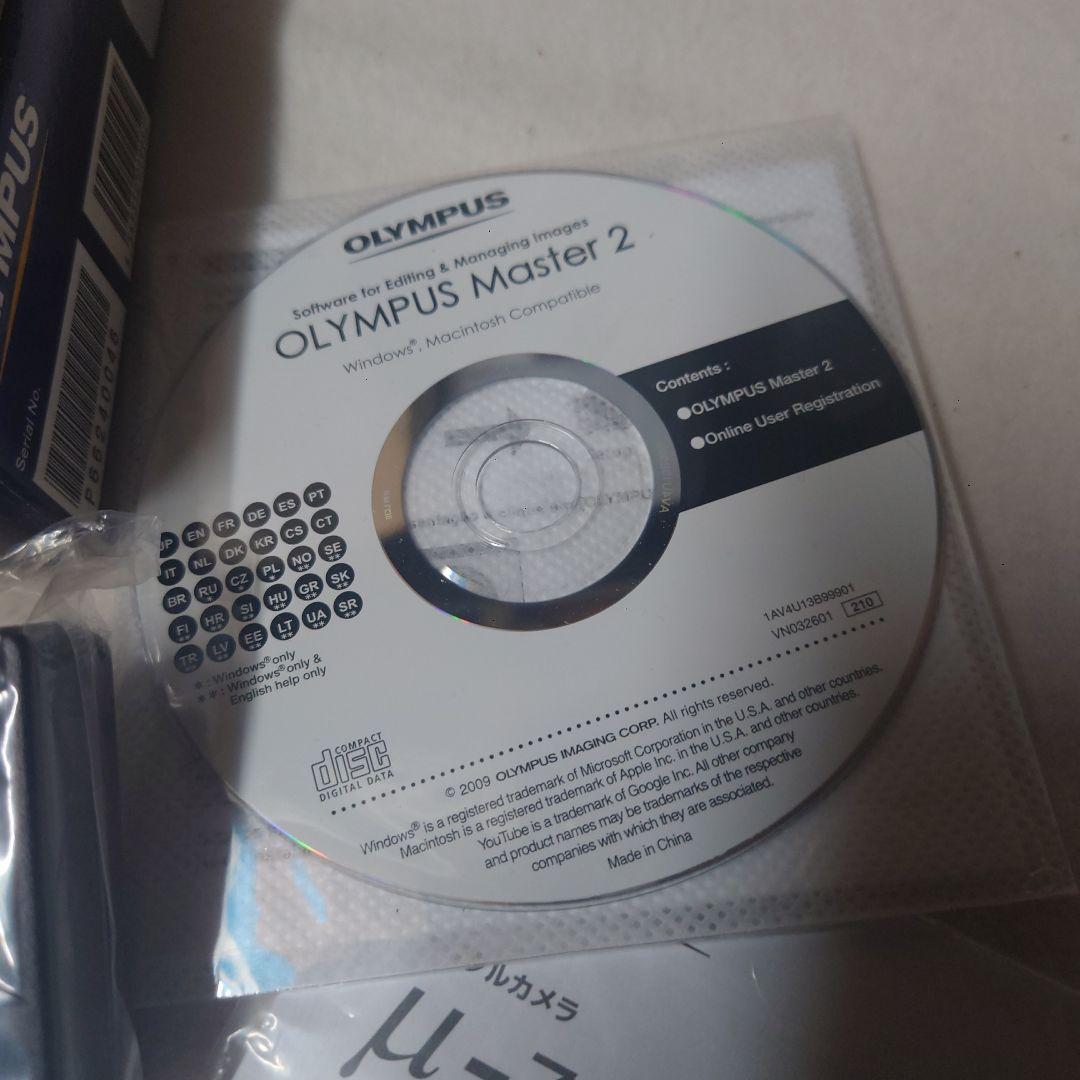 OLYMPUS
Software for Editing & Managing Images
OLYMPUS Master 2
Windows®, Macintosh Compatible
Contents :
●OLYMPUS Master 2
●Online User Registration
JP EN FR DE ES PT
IT NL DK KR CS CT
BR RU CZ* PL* NO** SE**
FI** HR** SI** HU** GR** SK**
TR** LV** EE** LT** UA** SR**
* : Windows® only
** : Windows® only &
English help only
1AV4U13B99901
VN032601 210
COMPACT
disc
DIGITAL DATA
© 2009 OLYMPUS IMAGING CORP. All rights reserved.
Windows® is a registered trademark of Microsoft Corporation in the U.S.A. and other countries.
Macintosh is a registered trademark of Apple Inc. in the U.S.A. and other countries.
YouTube is a trademark of Google Inc. All other company
and product names may be trademarks of the respective
companies with which they are associated.
Made in China
MPUS
Serial No.
P66240046
ルカメラ
μ-7